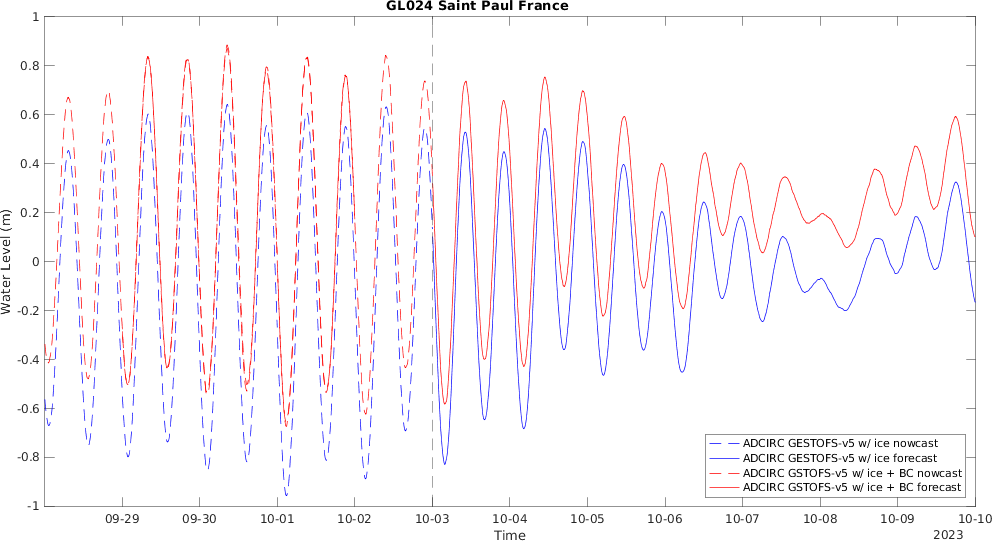 GL024 Saint Paul France
1
0.8
0.6
0.4
0.2
0
-0.2
-0.4
-0.6
-0.8
-1
Water Level (m)
09-29 09-30 10-01 10-02 10-03 10-04 10-05 10-06 10-07 10-08 10-09 10-10
Time
2023
ADCIRC GESTOFS-v5 w/ ice nowcast
ADCIRC GESTOFS-v5 w/ ice forecast
ADCIRC GSTOFS-v5 w/ ice + BC nowcast
ADCIRC GSTOFS-v5 w/ ice + BC forecast